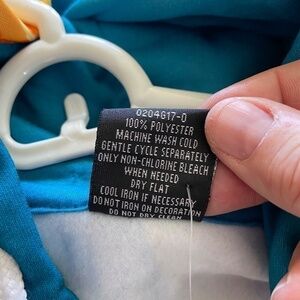 0204G17-0
100% POLYESTER
MACHINE WASH COLD
GENTLE CYCLE SEPARATELY
ONLY NON-CHLORINE BLEACH
WHEN NEEDED
DRY FLAT
COOL IRON IF NECESSARY
DO NOT IRON ON DECORATION
DO NOT DRY CLEAN